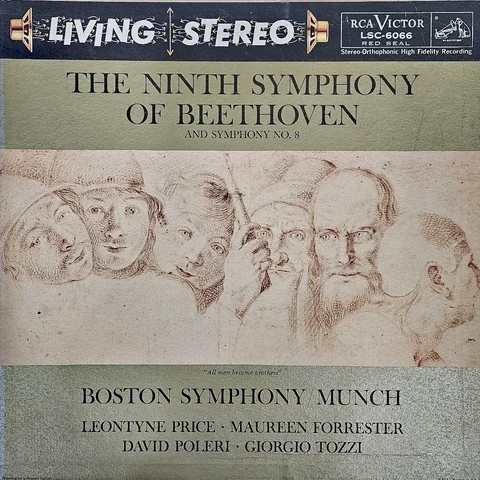 LIVING STEREO
RCA VICTOR
LSC-6066
RED SEAL
Stereo-Orthophonic High Fidelity Recording
THE NINTH SYMPHONY
OF BEETHOVEN
AND SYMPHONY NO. 8
"All men become brothers"
BOSTON SYMPHONY/MUNCH
LEONTYNE PRICE · MAUREEN FORRESTER
DAVID POLERI · GIORGIO TOZZI